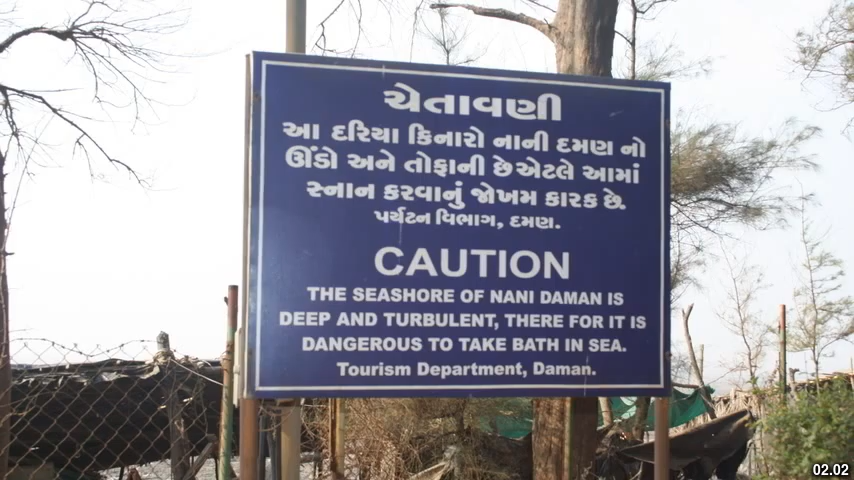 ચેતાવણી
આ દરિયા કિનારો નાની દમણ નો
ઊંડો અને તોફાની છે એટલે આમાં
સ્નાન કરવાનું જોખમ કારક છે.
પર્યટન વિભાગ, દમણ.
CAUTION
THE SEASHORE OF NANI DAMAN IS
DEEP AND TURBULENT, THERE FOR IT IS
DANGEROUS TO TAKE BATH IN SEA.
Tourism Department, Daman.
02.02